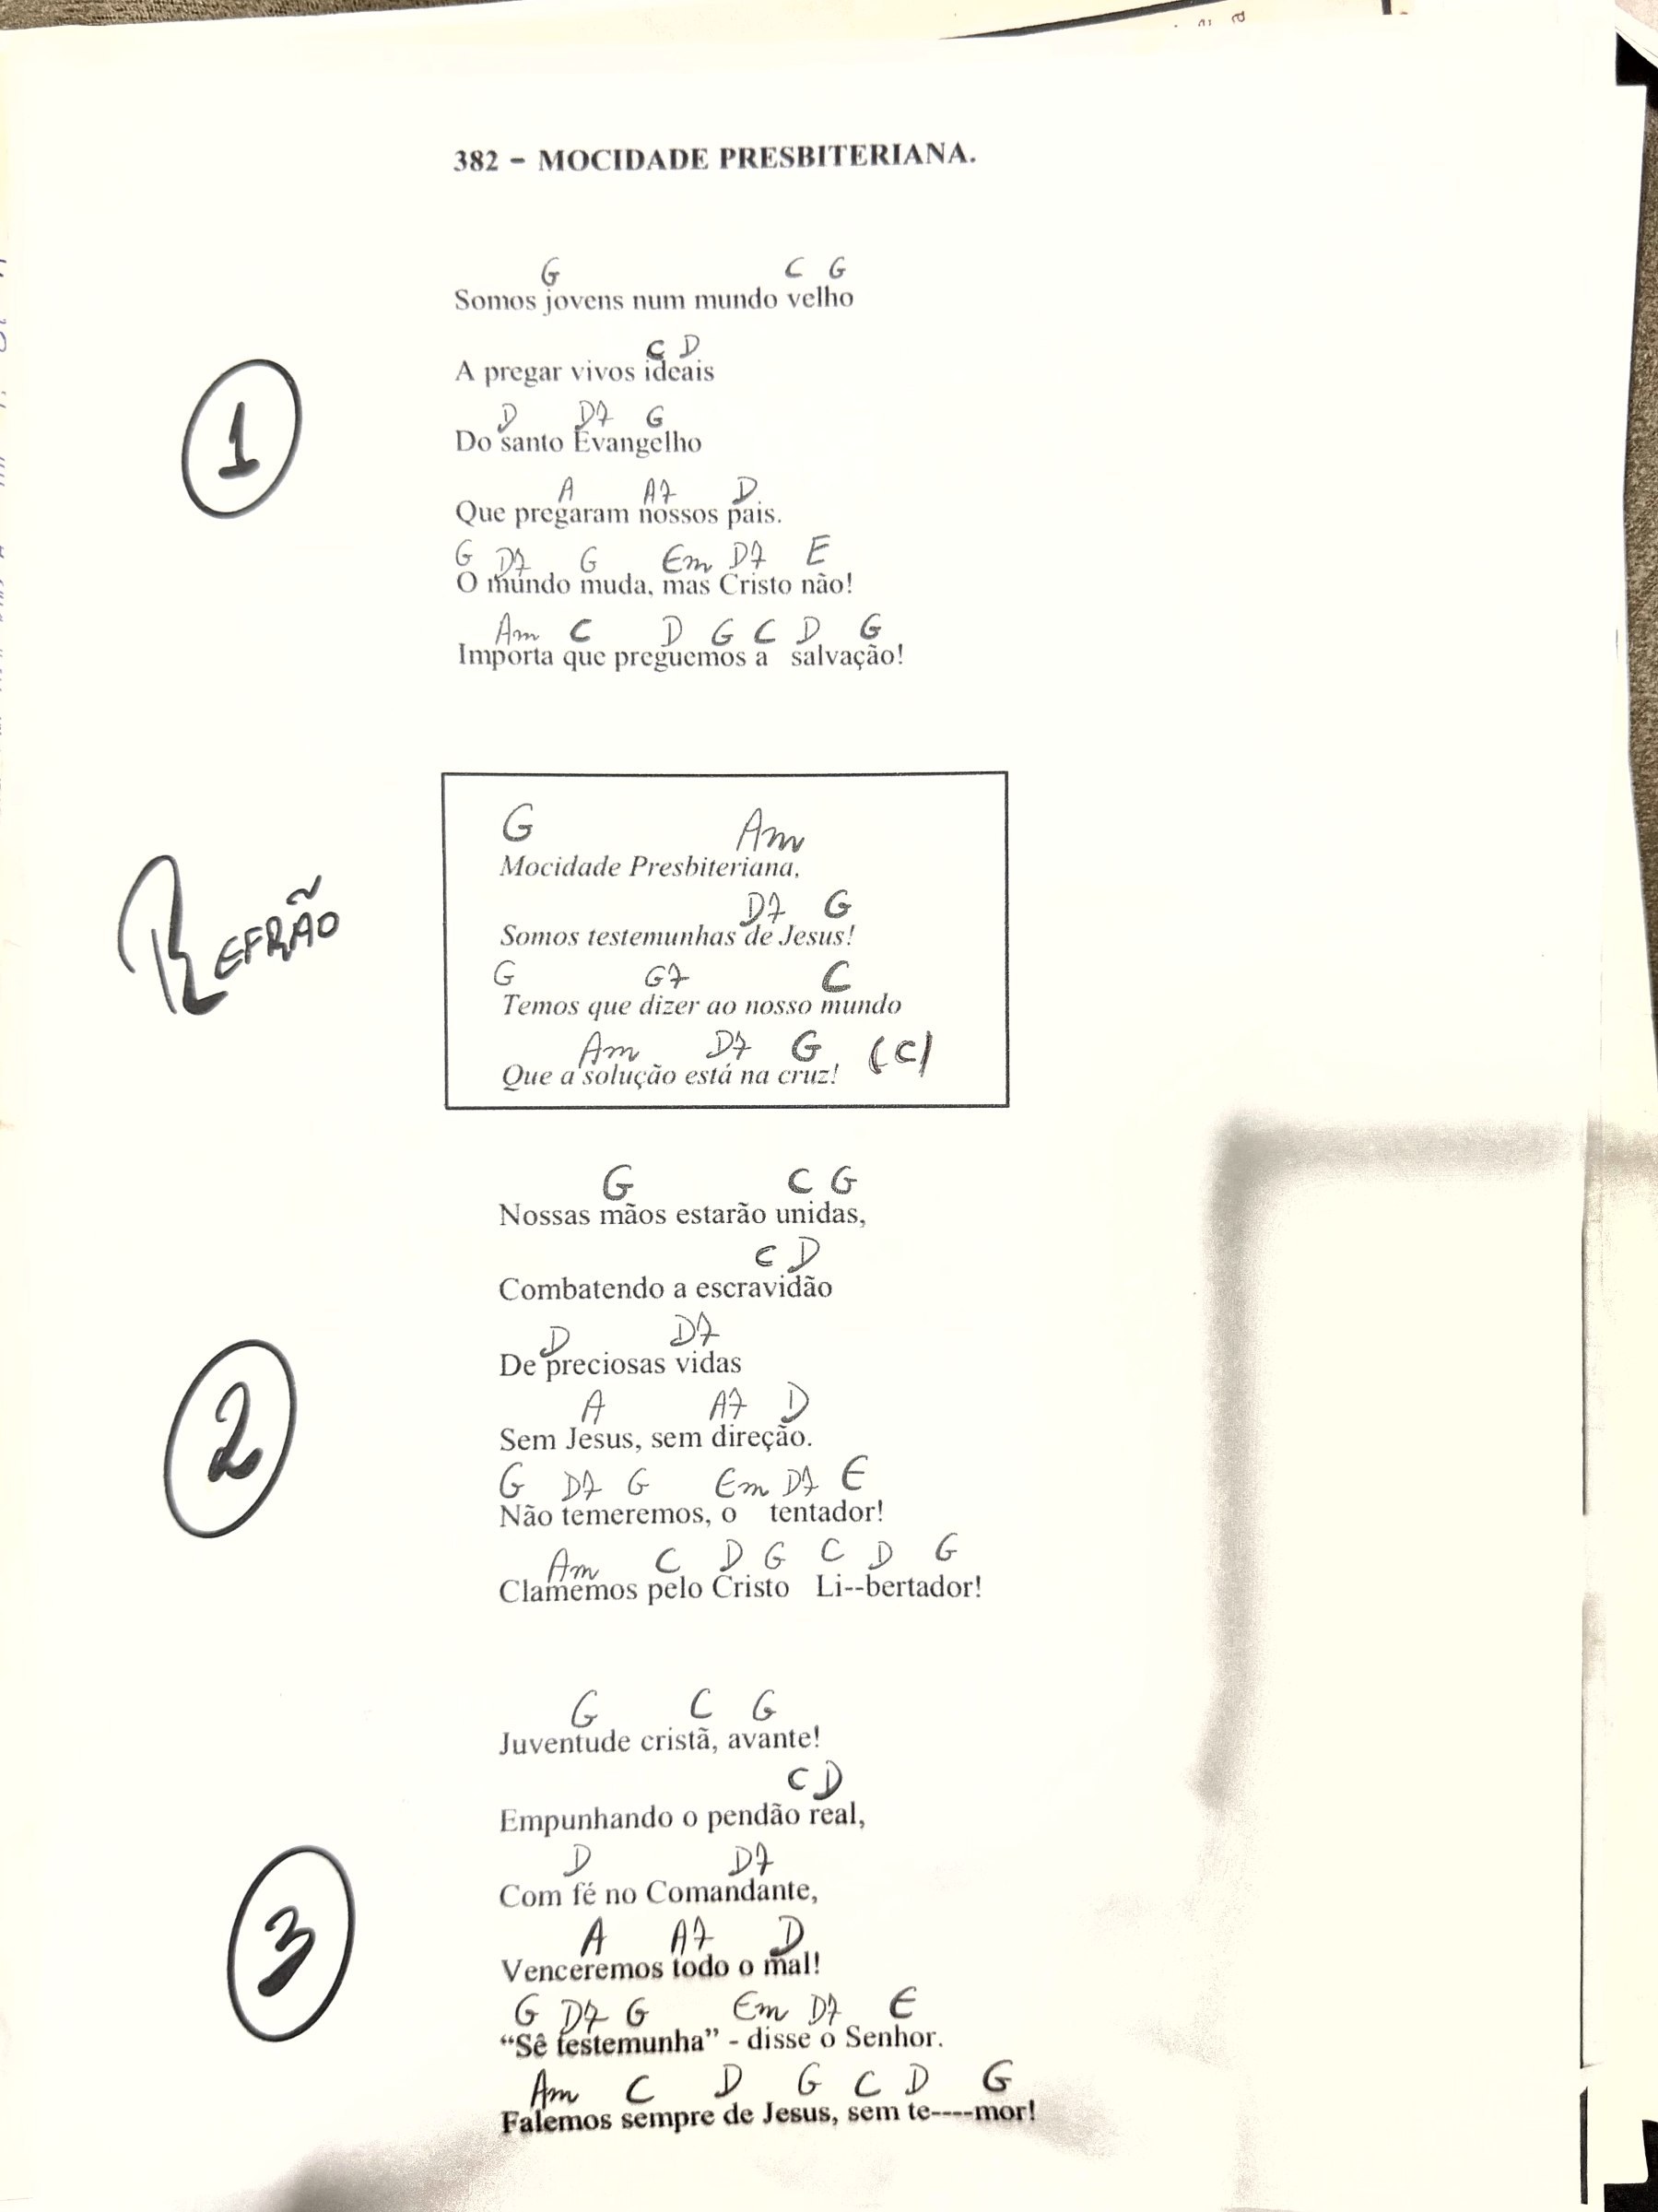 382 – MOCIDADE PRESBITERIANA.
G C G
Somos jovens num mundo velho
C D
A pregar vivos ideais
D D7 G
Do santo Evangelho
1
A A7 D
Que pregaram nossos pais.
G D7 G Em D7 E
O mundo muda, mas Cristo não!
Am C D G C D G
Importa que preguemos a salvação!
G Am
Mocidade Presbiteriana,
REFRÃO
D7 G
Somos testemunhas de Jesus!
G G7 C
Temos que dizer ao nosso mundo
Am D7 G (C)
Que a solução está na cruz!
G C G
Nossas mãos estarão unidas,
C D
Combatendo a escravidão
D D7
De preciosas vidas
2
A A7 D
Sem Jesus, sem direção.
G D7 G Em D7 E
Não temeremos, o tentador!
Am C D G C D G
Clamemos pelo Cristo Li--bertador!
G C G
Juventude cristã, avante!
C D
Empunhando o pendão real,
D D7
Com fé no Comandante,
3
A A7 D
Venceremos todo o mal!
G D7 G Em D7 E
“Sê testemunha” - disse o Senhor.
Am C D G C D G
Falemos sempre de Jesus, sem te----mor!